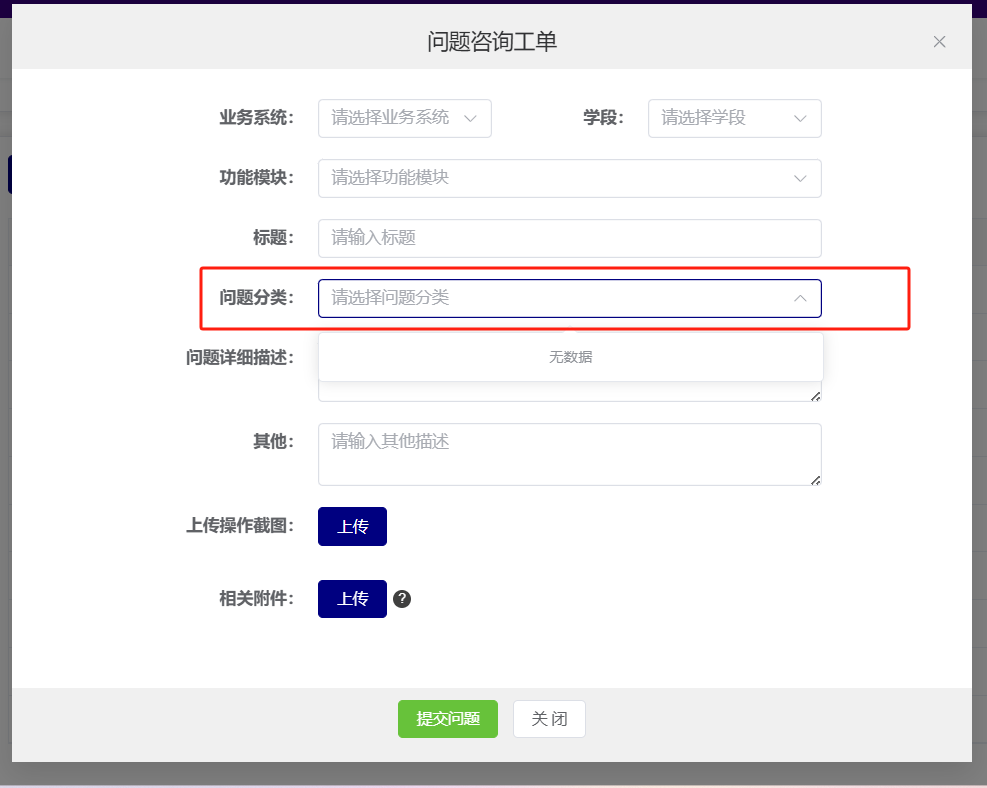 问题咨询工单
业务系统： 请选择业务系统 学段： 请选择学段
功能模块： 请选择功能模块
标题： 请输入标题
问题分类： 请选择问题分类
问题详细描述： 无数据
其他： 请输入其他描述
上传操作截图： 上传
相关附件： 上传 ?
提交问题 关闭